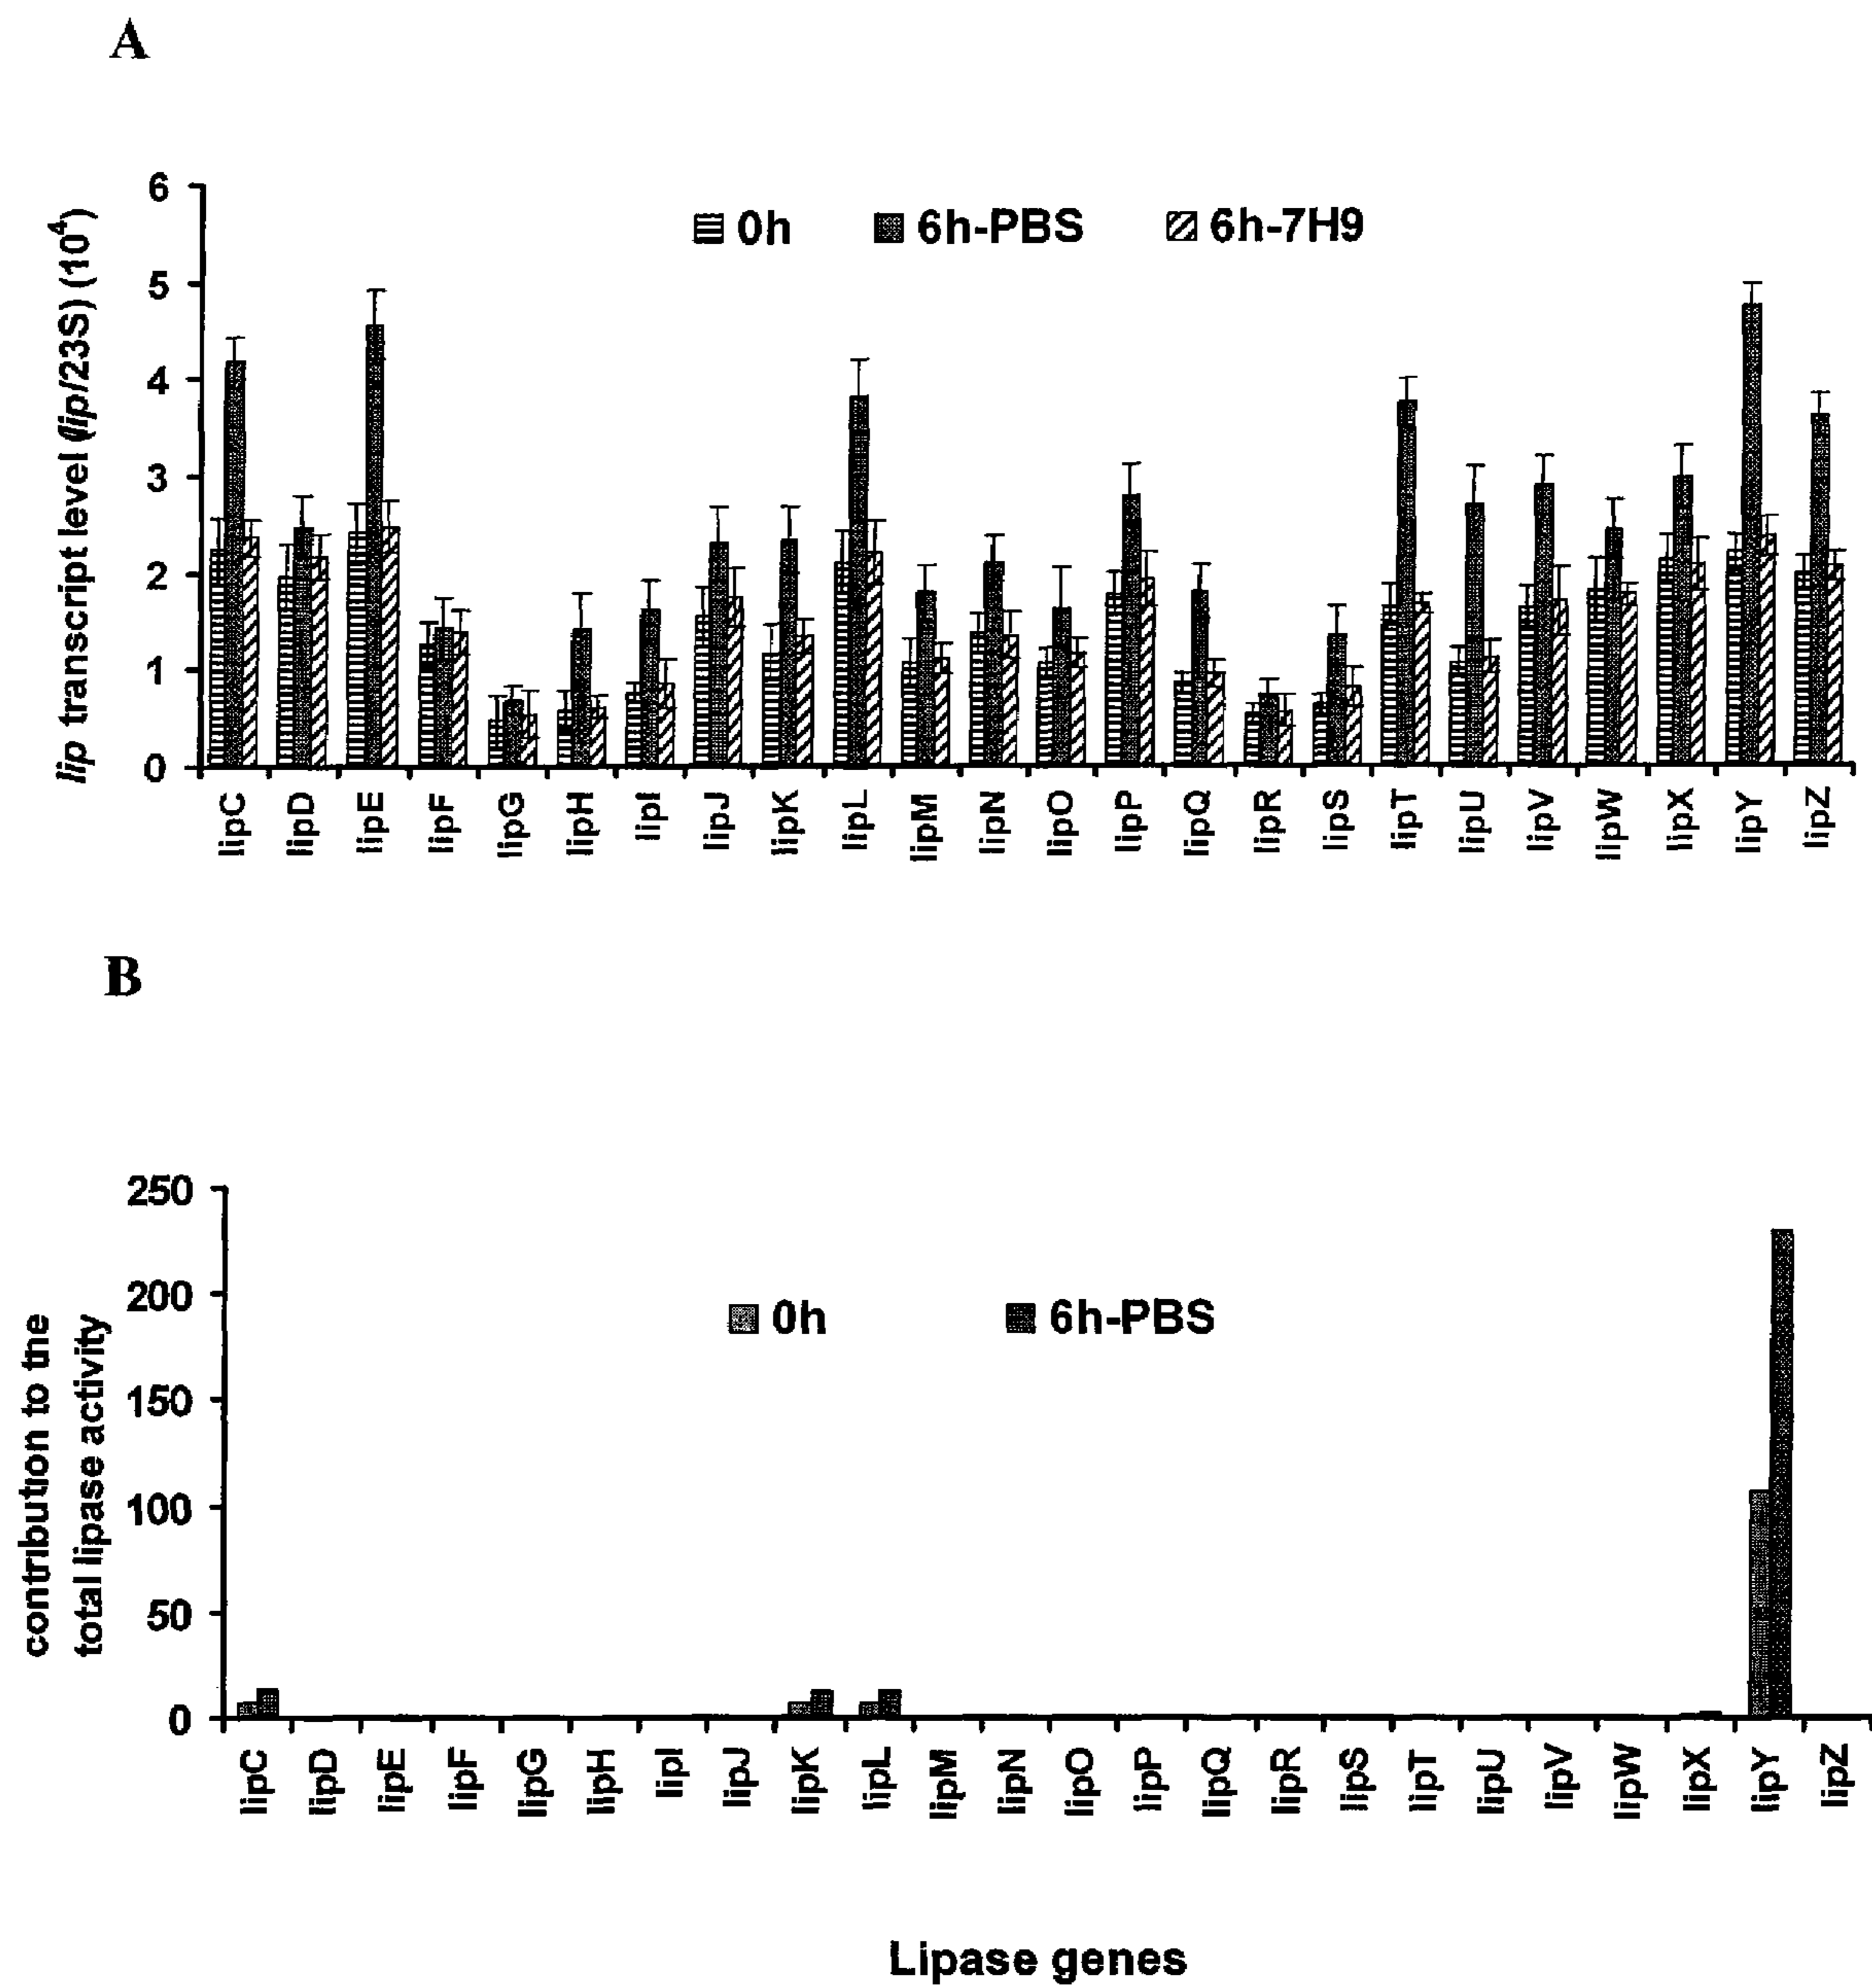 A
lip transcript level (lip/23S) (10⁴)
6
5
4
3
2
1
0
0h 6h-PBS 6h-7H9
lipC lipD lipE lipF lipG lipH lipI lipJ lipK lipL lipM lipN lipO lipP lipQ lipR lipS lipT lipU lipV lipW lipX lipY lipZ
B
contribution to the
total lipase activity
250
200
150
100
50
0
0h 6h-PBS
lipC lipD lipE lipF lipG lipH lipI lipJ lipK lipL lipM lipN lipO lipP lipQ lipR lipS lipT lipU lipV lipW lipX lipY lipZ
Lipase genes